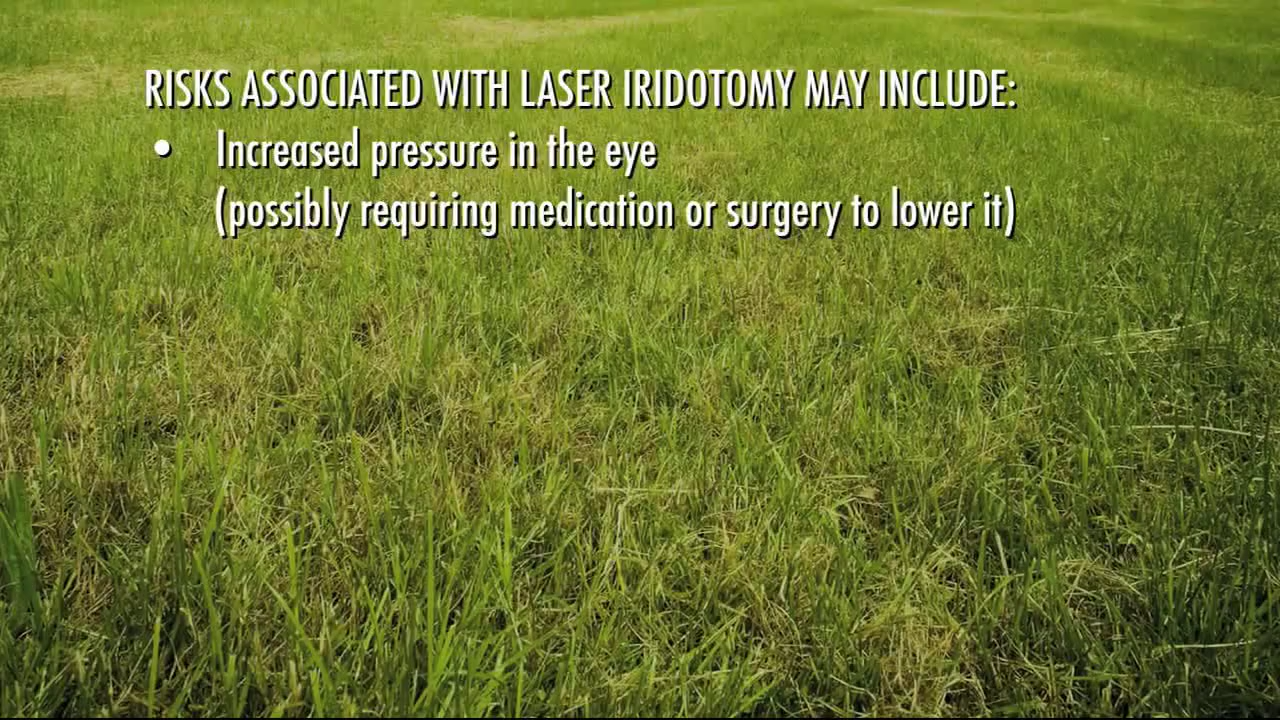 RISKS ASSOCIATED WITH LASER IRIDOTOMY MAY INCLUDE:
• Increased pressure in the eye
(possibly requiring medication or surgery to lower it)